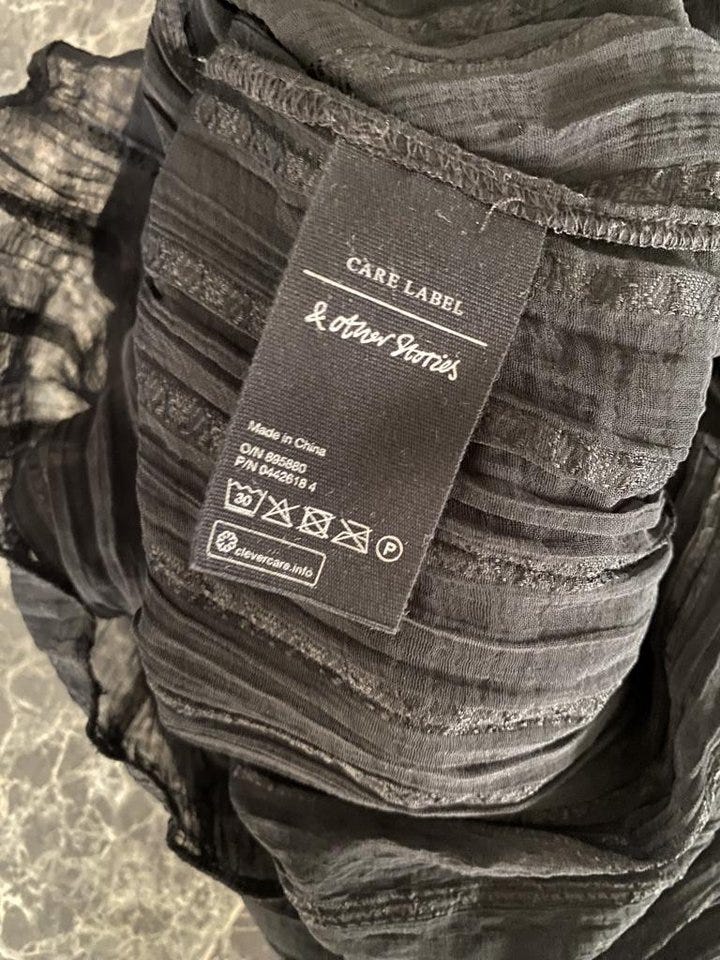 CARE LABEL
& other Stories
Made in China
O/N 895880
P/N 0442618 4
30 P
clevercare.info